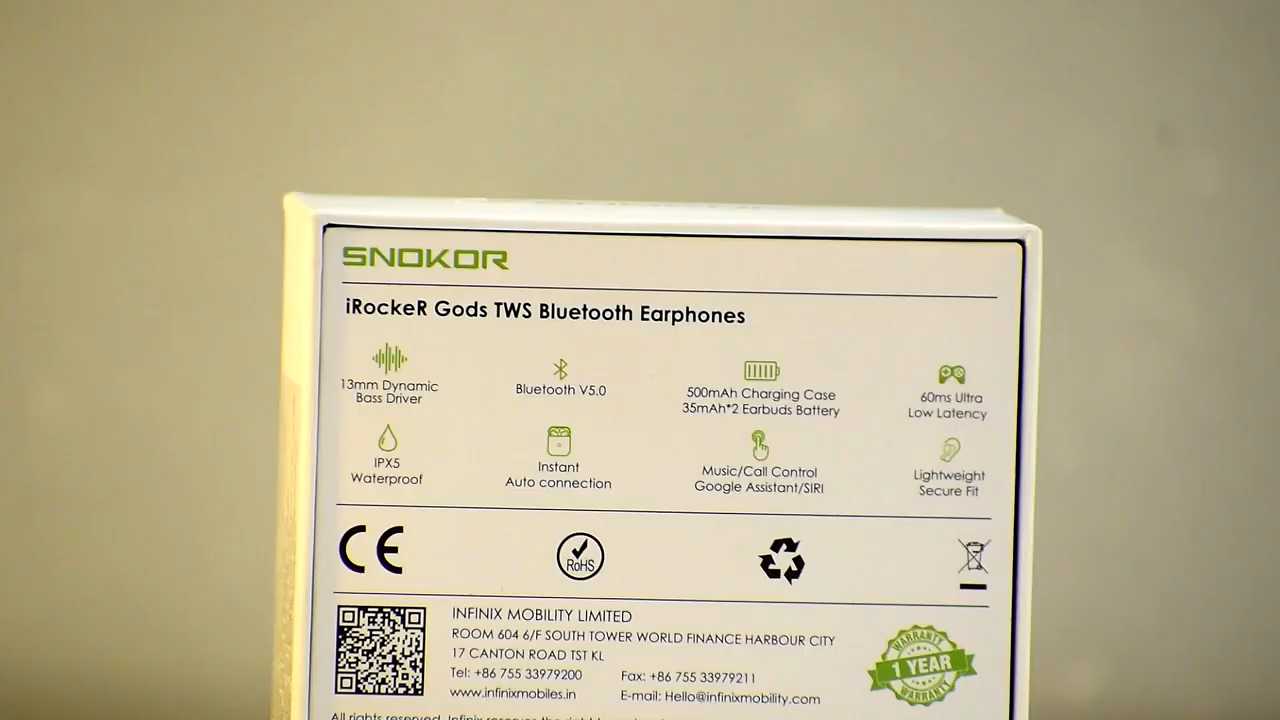 SNOKOR
iRockeR Gods TWS Bluetooth Earphones
13mm Dynamic
Bass Driver
Bluetooth V5.0
500mAh Charging Case
35mAh*2 Earbuds Battery
60ms Ultra
Low Latency
IPX5
Waterproof
Instant
Auto connection
Music/Call Control
Google Assistant/SIRI
Lightweight
Secure Fit
CE
RoHS
INFINIX MOBILITY LIMITED
ROOM 604 6/F SOUTH TOWER WORLD FINANCE HARBOUR CITY
17 CANTON ROAD TST KL
Tel: +86 755 33979200 Fax: +86 755 33979211
www.infinixmobiles.in E-mail: Hello@infinixmobility.com
WARRANTY
1 YEAR
WARRANTY
All rights reserved. Infinix reserves the right